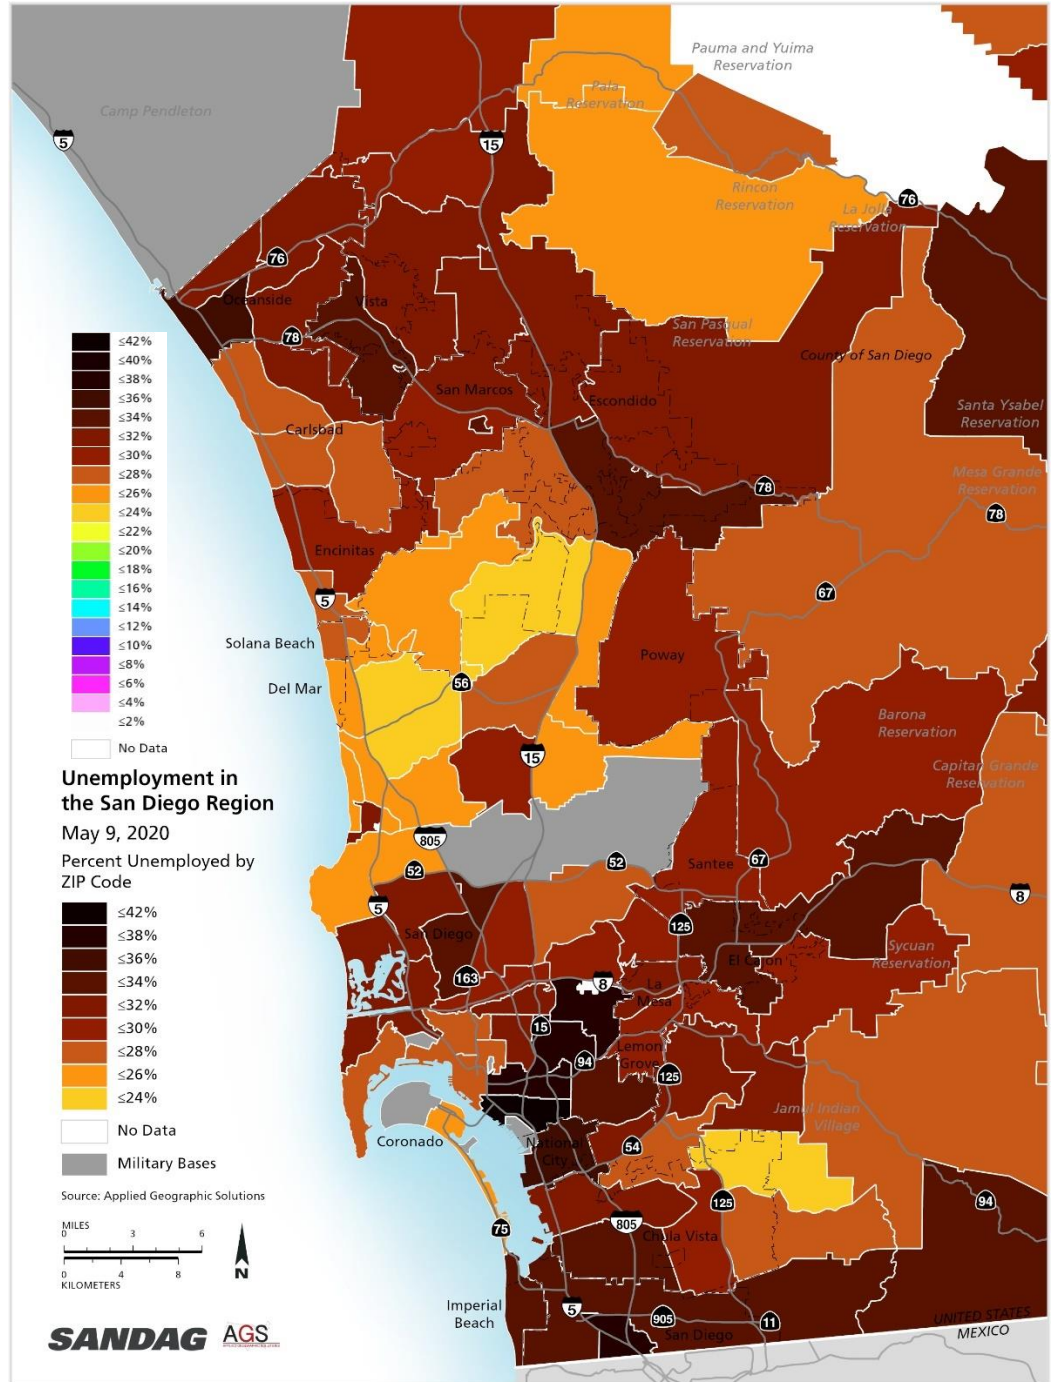 Pauma and Yuima
Reservation
Camp Pendleton
Pala
Reservation
5
15
Rincon
Reservation
76
La Jolla
Reservation
76
Oceanside
Vista
78
San Pasqual
Reservation
County of San Diego
San Marcos
Escondido
Santa Ysabel
Reservation
Carlsbad
Mesa Grande
Reservation
78
78
Encinitas
5
67
Solana Beach
Poway
Del Mar
56
Barona
Reservation
15
Capitan Grande
Reservation
805
52
52
Santee
67
5
8
125
San Diego
El Cajon
Sycuan
Reservation
163
8
La
Mesa
15
Lemon
Grove
94
125
Jamul Indian
Village
Coronado
National
City
54
125
94
75
805
Chula Vista
Imperial
Beach
5
905
San Diego
11
UNITED STATES
MEXICO
≤42%
≤40%
≤38%
≤36%
≤34%
≤32%
≤30%
≤28%
≤26%
≤24%
≤22%
≤20%
≤18%
≤16%
≤14%
≤12%
≤10%
≤8%
≤6%
≤4%
≤2%
No Data
Unemployment in
the San Diego Region
May 9, 2020
Percent Unemployed by
ZIP Code
≤42%
≤38%
≤36%
≤34%
≤32%
≤30%
≤28%
≤26%
≤24%
No Data
Military Bases
Source: Applied Geographic Solutions
MILES
0 3 6
0 4 8
KILOMETERS
N
SANDAG
AGS